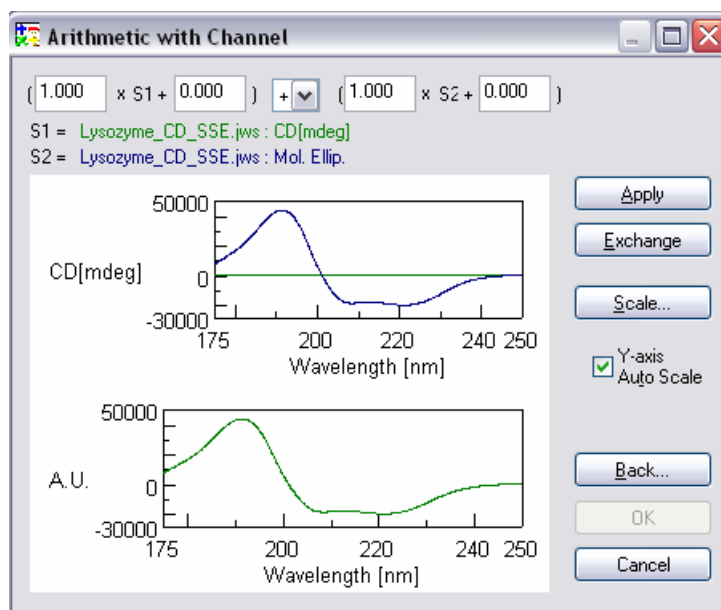 Arithmetic with Channel
( 1.000 x S1 + 0.000 ) + ( 1.000 x S2 + 0.000 )
S1 = Lysozyme_CD_SSE.jws : CD[mdeg]
S2 = Lysozyme_CD_SSE.jws : Mol. Ellip.
50000
CD[mdeg]
0
-30000
175 200 220 240 250
Wavelength [nm]
50000
A.U.
0
-30000
175 200 220 240 250
Wavelength [nm]
Apply
Exchange
Scale...
Y-axis
Auto Scale
Back...
OK
Cancel